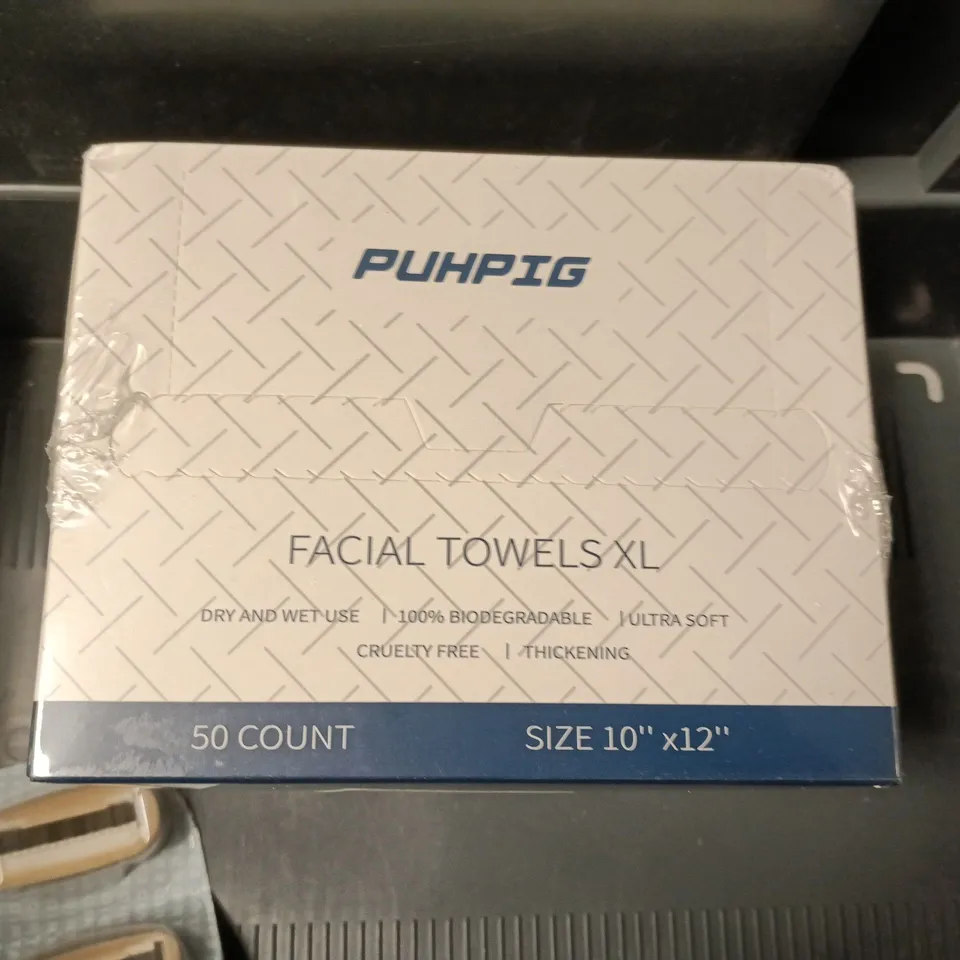 PUHPIG
FACIAL TOWELS XL
DRY AND WET USE | 100% BIODEGRADABLE | ULTRA SOFT
CRUELTY FREE | THICKENING
50 COUNT SIZE 10'' x12''